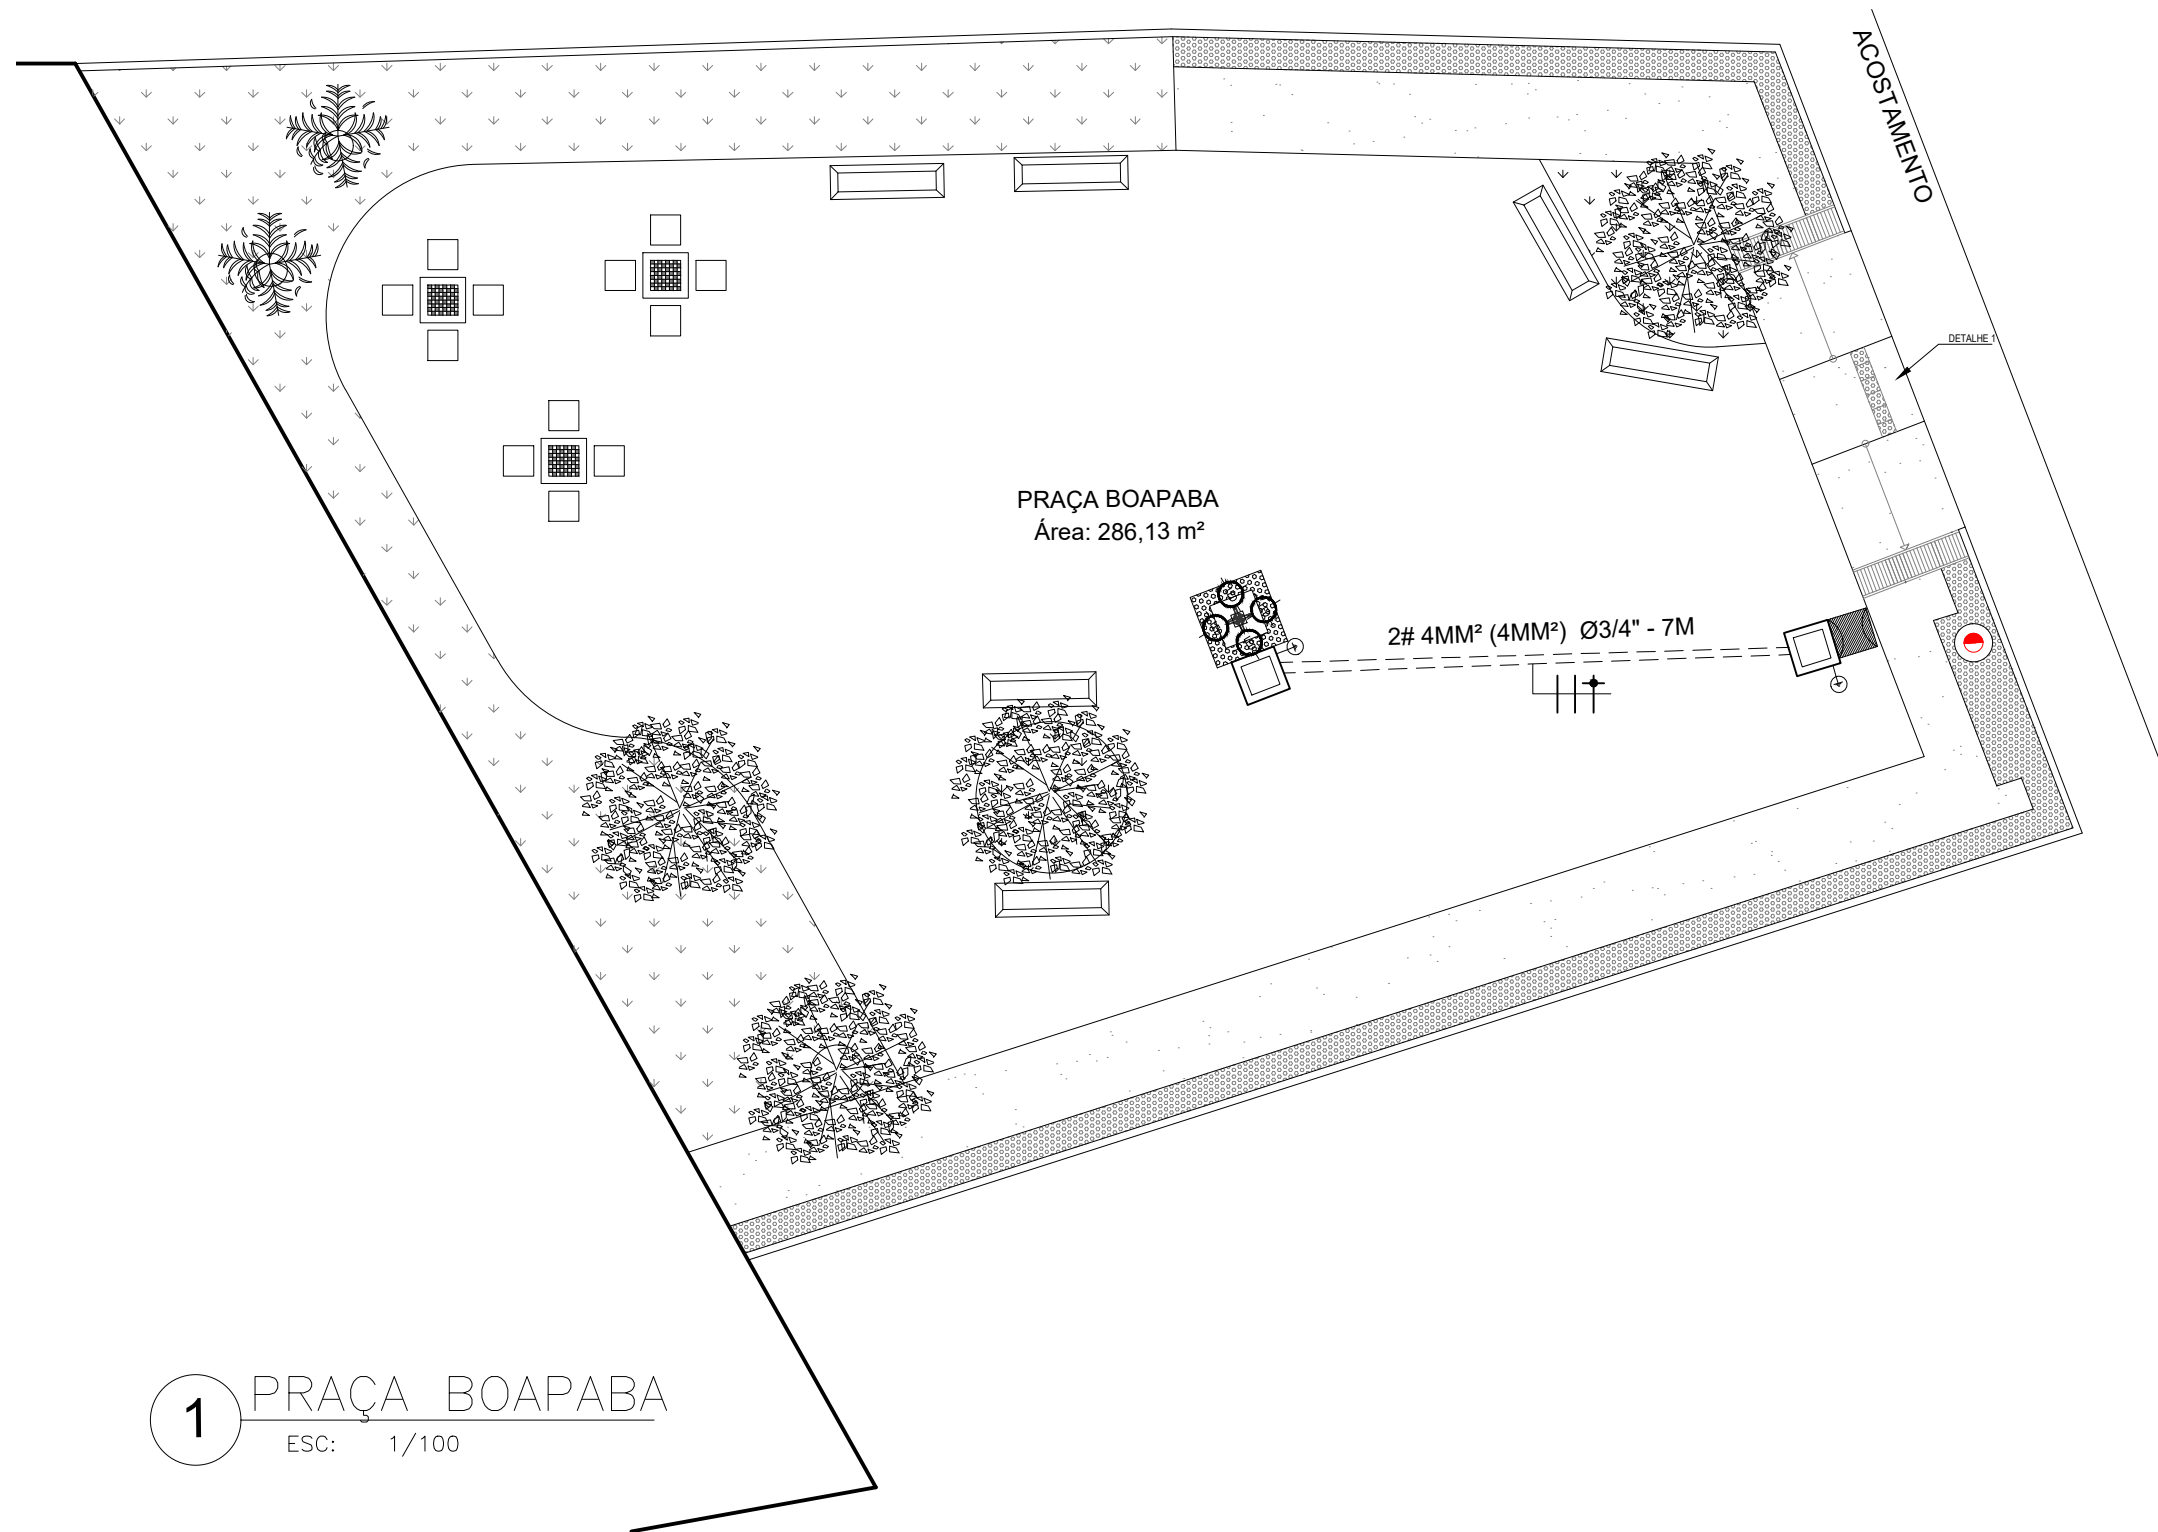 ACOSTAMENTO
DETALHE 1
PRAÇA BOAPABA
Área: 286,13 m²
2# 4MM² (4MM²) Ø3/4" - 7M
1
PRAÇA BOAPABA
ESC: 1/100